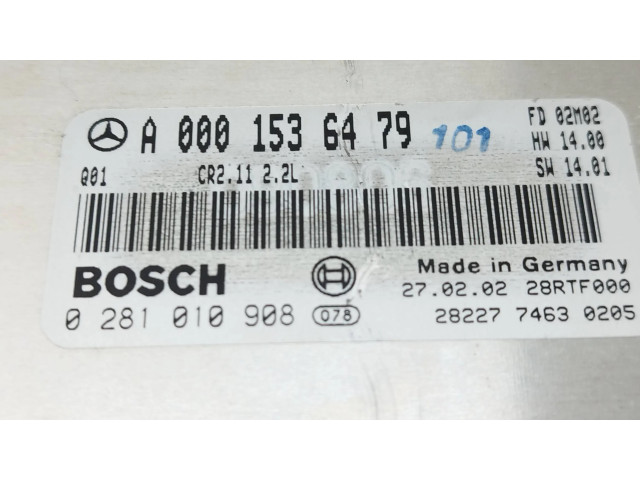 A 000 153 64 79 101 FD 02M02
HW 14.00
Q01 CR2.11 2.2L SW 14.01
BOSCH Made in Germany
27.02.02 28RTF000
0 281 010 908 078 28227 7463 0205